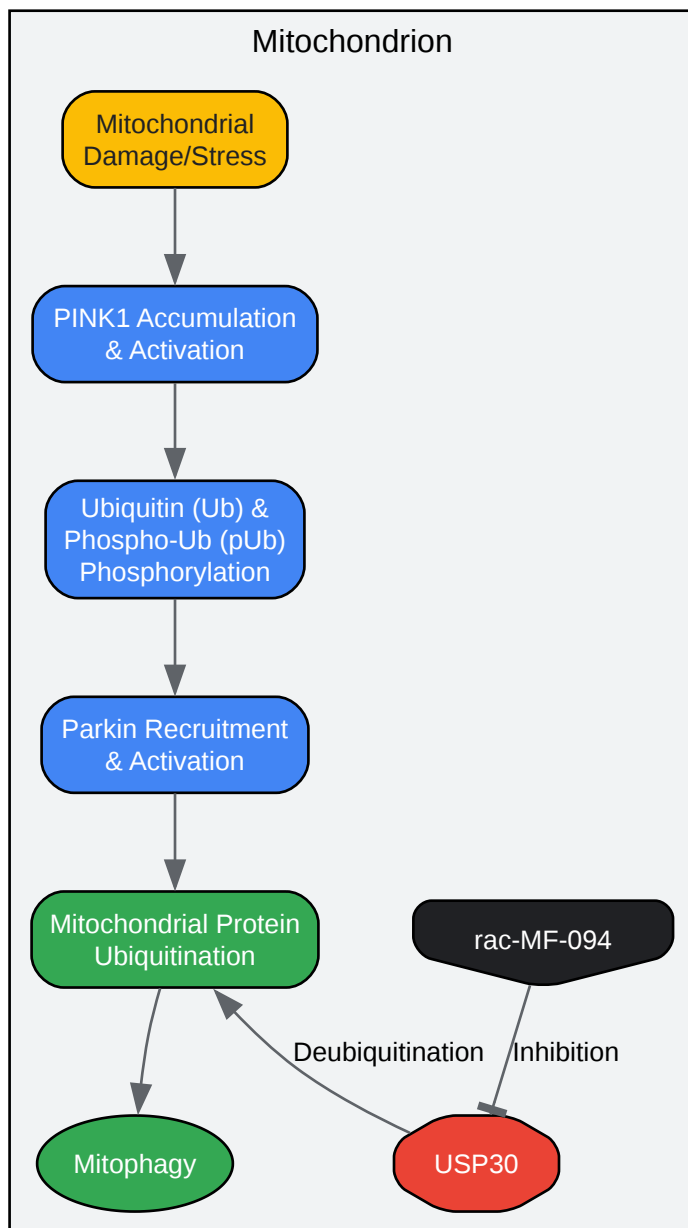 Mitochondrion
Mitochondrial
Damage/Stress
PINK1 Accumulation
& Activation
Ubiquitin (Ub) &
Phospho-Ub (pUb)
Phosphorylation
Parkin Recruitment
& Activation
Mitochondrial Protein
Ubiquitination
rac-MF-094
Deubiquitination
Inhibition
Mitophagy
USP30